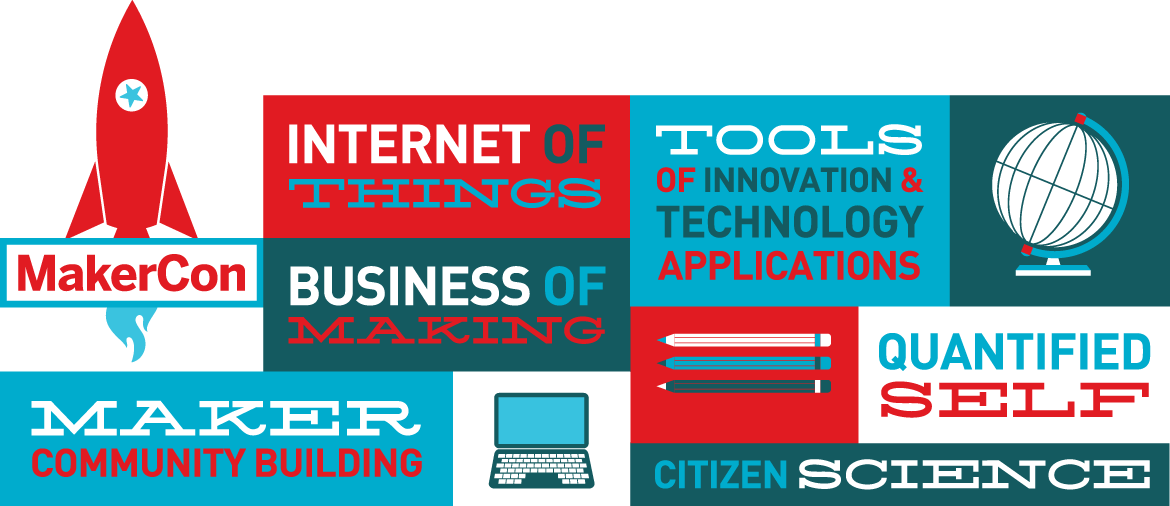 MakerCon
INTERNET OF
THINGS
BUSINESS OF
MAKING
MAKER
COMMUNITY BUILDING
TOOLS
OF INNOVATION &
TECHNOLOGY
APPLICATIONS
QUANTIFIED
SELF
CITIZEN SCIENCE